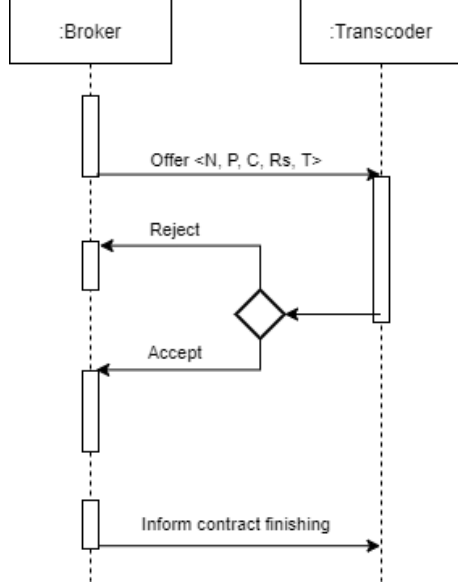 :Broker
:Transcoder
Offer <N, P, C, Rs, T>
Reject
Accept
Inform contract finishing